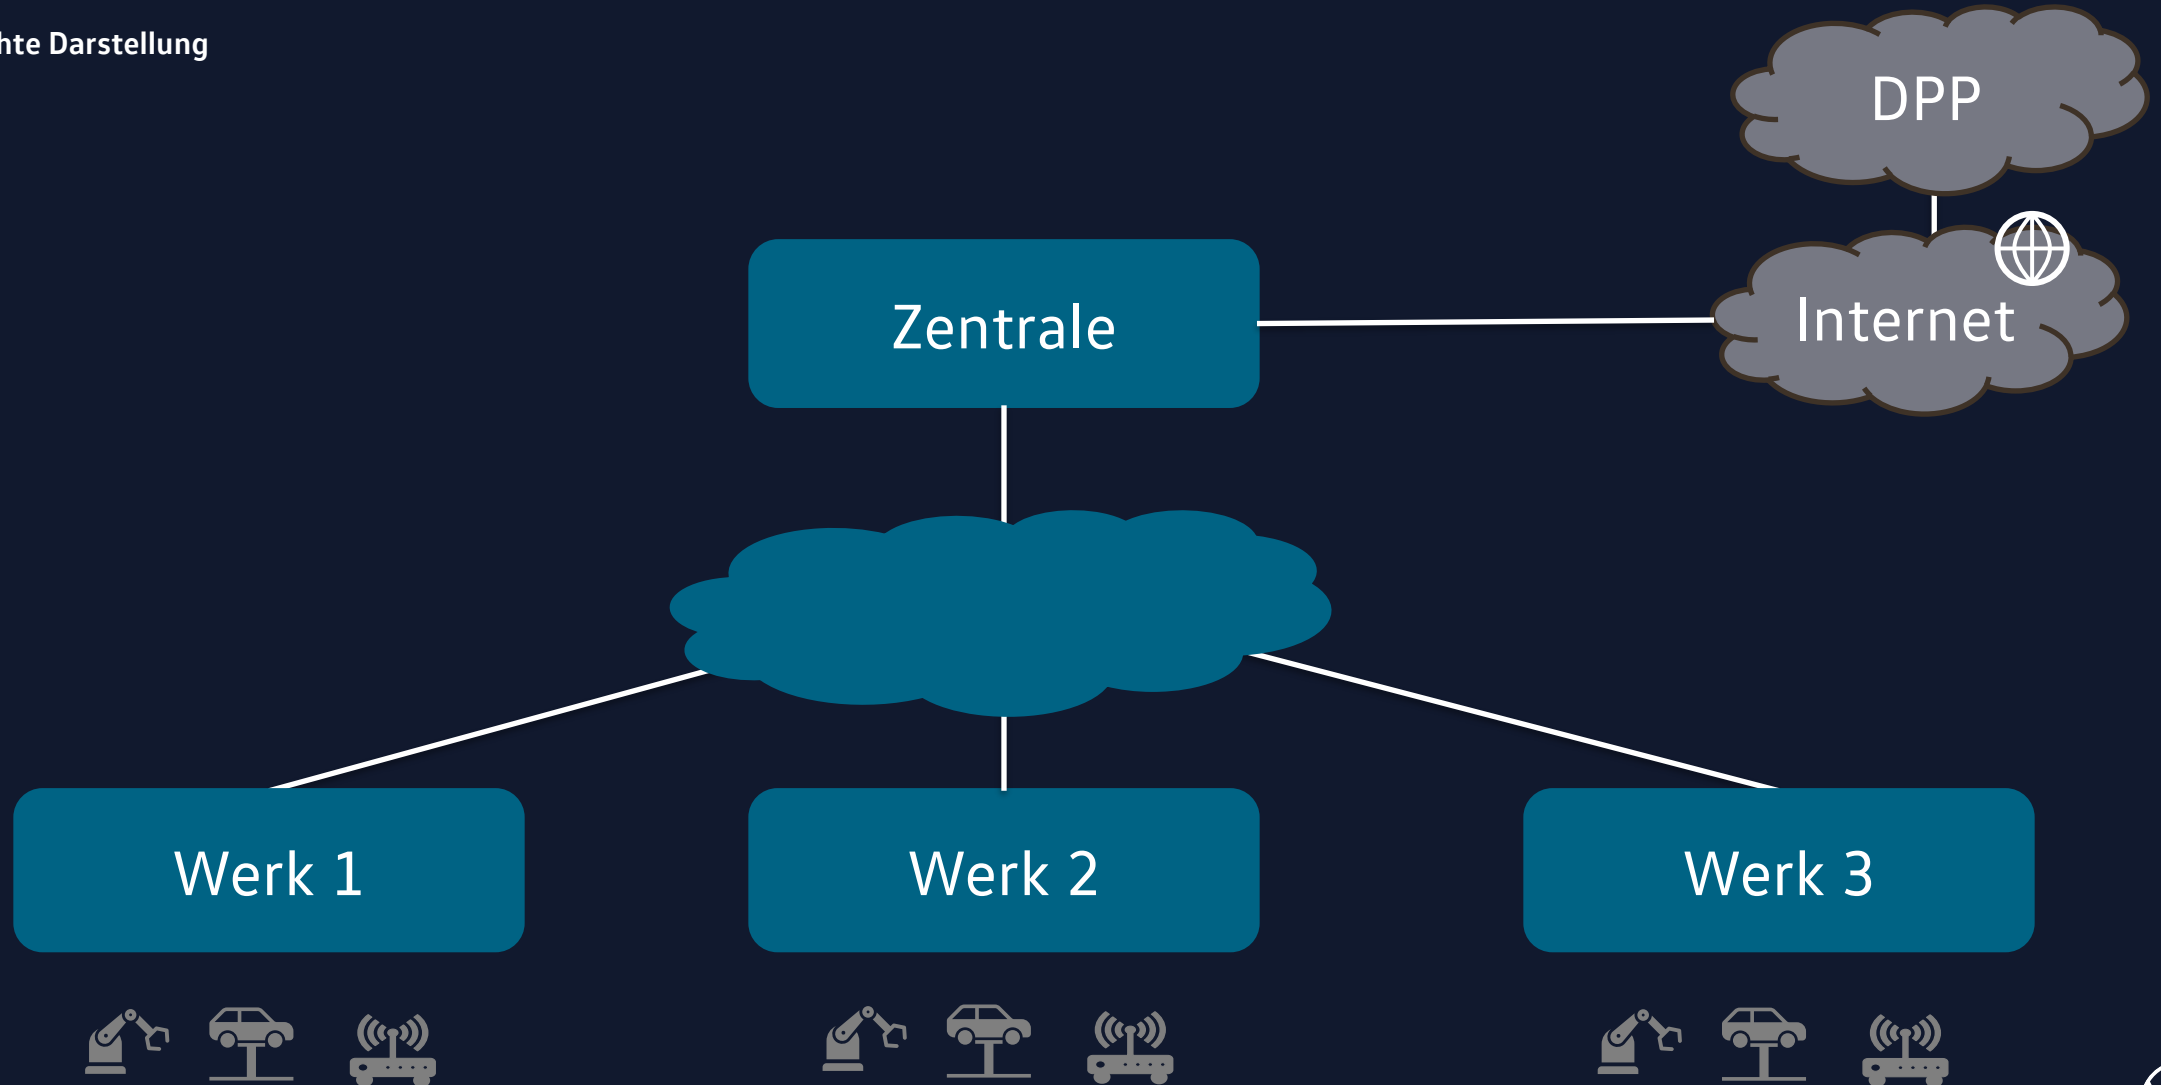 hte Darstellung
DPP
Zentrale
Internet
Werk 1
Werk 2
Werk 3